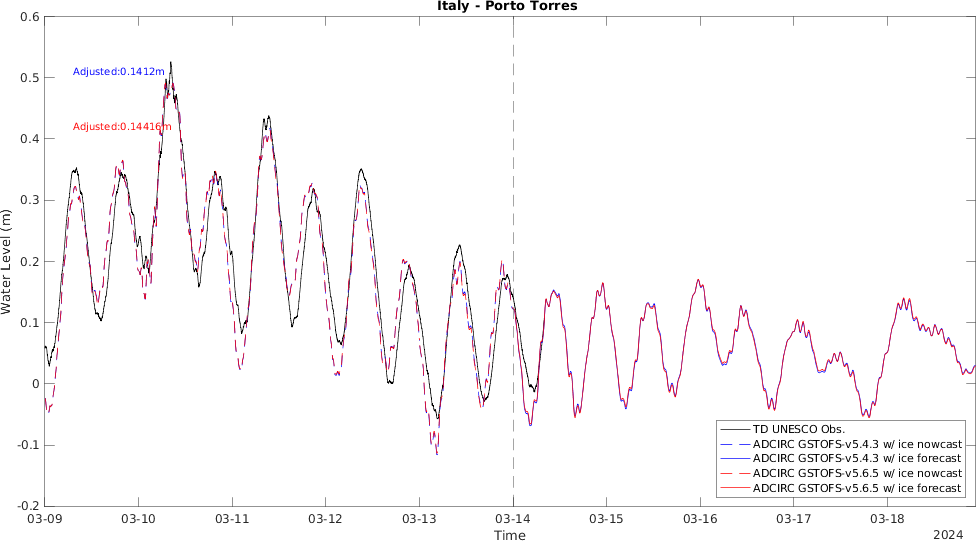 Italy - Porto Torres
0.6
0.5
0.4
0.3
0.2
0.1
0
-0.1
-0.2
Water Level (m)
Adjusted:0.1412m
Adjusted:0.14416m
TD UNESCO Obs.
ADCIRC GSTOFS-v5.4.3 w/ ice nowcast
ADCIRC GSTOFS-v5.4.3 w/ ice forecast
ADCIRC GSTOFS-v5.6.5 w/ ice nowcast
ADCIRC GSTOFS-v5.6.5 w/ ice forecast
03-09 03-10 03-11 03-12 03-13 03-14 03-15 03-16 03-17 03-18
Time
2024